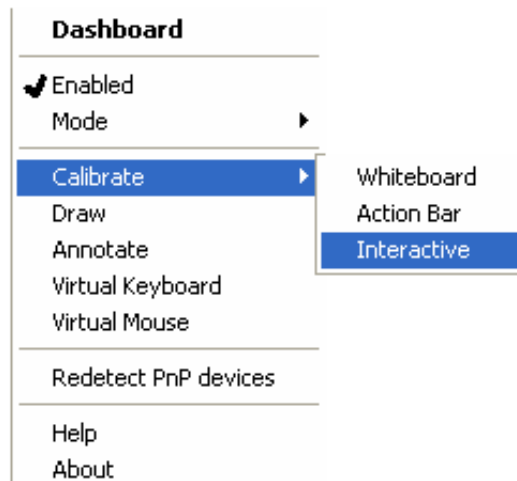 Dashboard
Enabled
Mode
Calibrate
Draw
Annotate
Virtual Keyboard
Virtual Mouse
Redetect PnP devices
Help
About
Whiteboard
Action Bar
Interactive